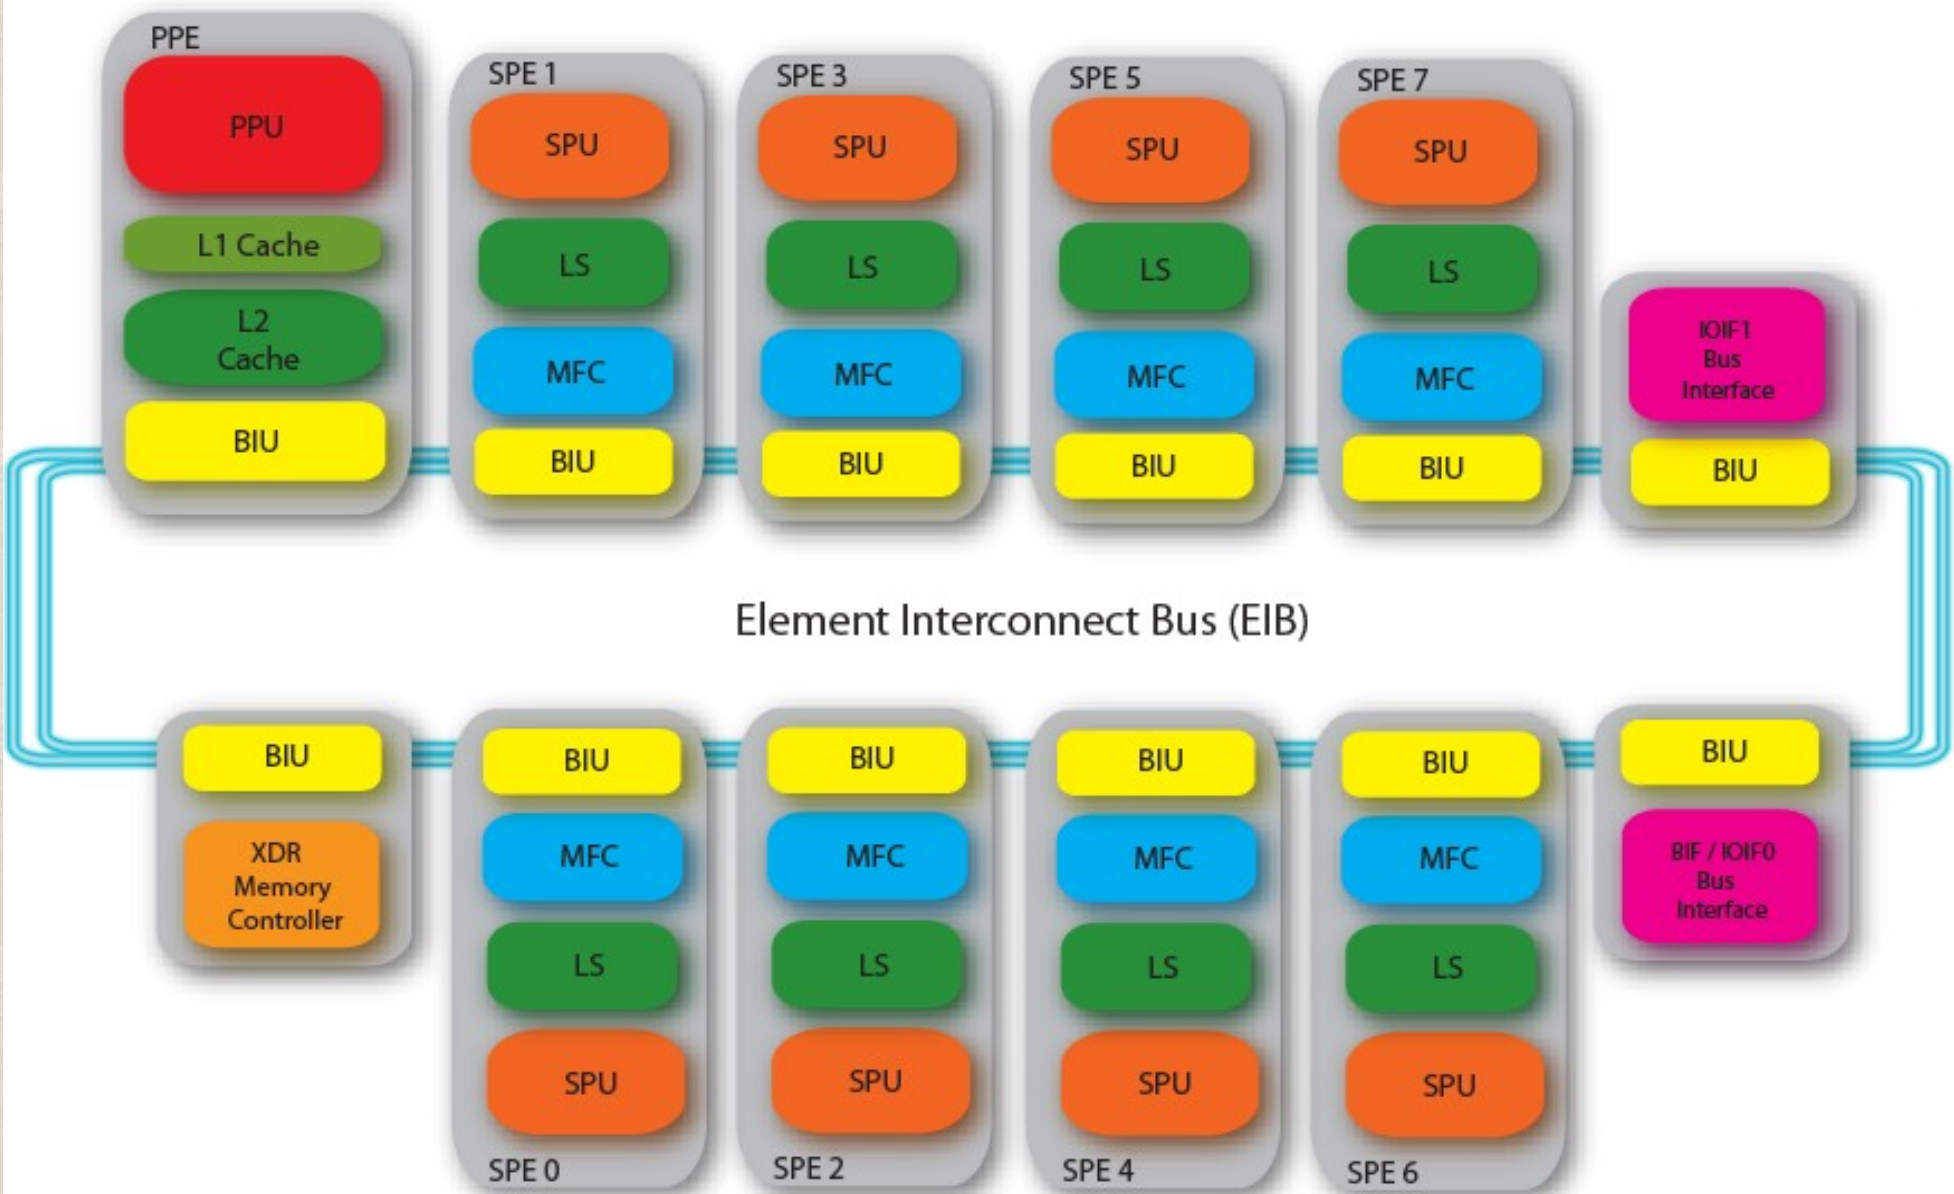 PPE
PPU
L1 Cache
L2
Cache
BIU
SPE 1
SPU
LS
MFC
BIU
SPE 3
SPU
LS
MFC
BIU
SPE 5
SPU
LS
MFC
BIU
SPE 7
SPU
LS
MFC
BIU
IOIF1
Bus
Interface
BIU
Element Interconnect Bus (EIB)
BIU
XDR
Memory
Controller
BIU
MFC
LS
SPU
SPE 0
BIU
MFC
LS
SPU
SPE 2
BIU
MFC
LS
SPU
SPE 4
BIU
MFC
LS
SPU
SPE 6
BIU
BIF / IOIF0
Bus
Interface